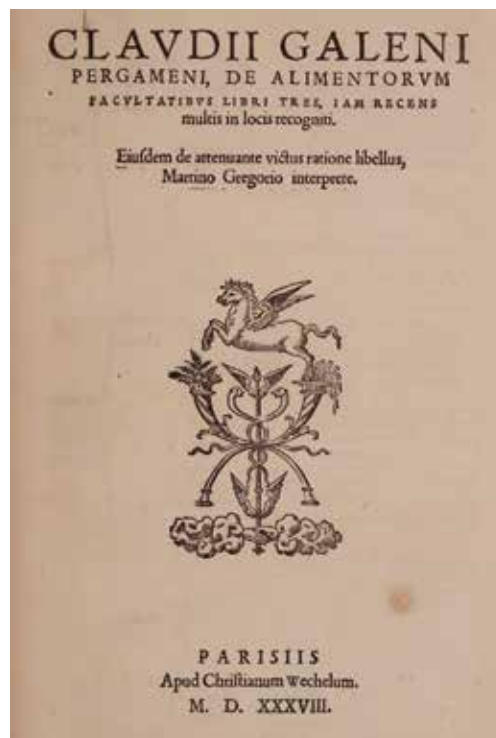 CLAVDII GALENI
PERGAMENI, DE ALIMENTORVM
FACVLTATIBVS LIBRI TRES, IAM RECENS
multis in locis recogniti.
Eiuſdem de attenuante victus ratione libellus,
Martino Gregorio interprete.
PARISIIS
Apud Chriſtianum Wechelum.
M. D. XXXVIII.